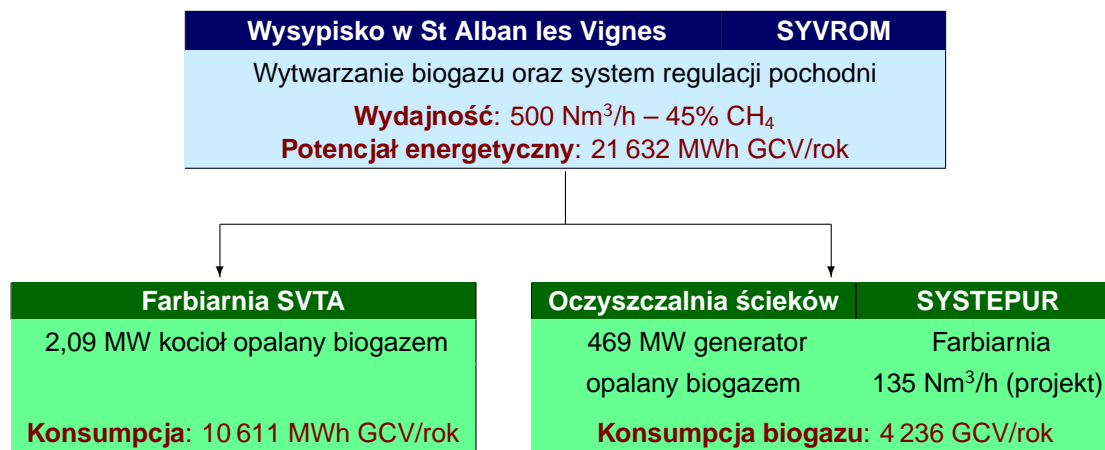 Wysypisko w St Alban les Vignes SYVROM
Wytwarzanie biogazu oraz system regulacji pochodni
Wydajność: 500 Nm³/h – 45% CH₄
Potencjał energetyczny: 21 632 MWh GCV/rok
Farbiarnia SVTA
2,09 MW kocioł opalany biogazem
Konsumpcja: 10 611 MWh GCV/rok
Oczyszczalnia ścieków SYSTEPUR
469 MW generator Farbiarnia
opalany biogazem 135 Nm³/h (projekt)
Konsumpcja biogazu: 4 236 GCV/rok